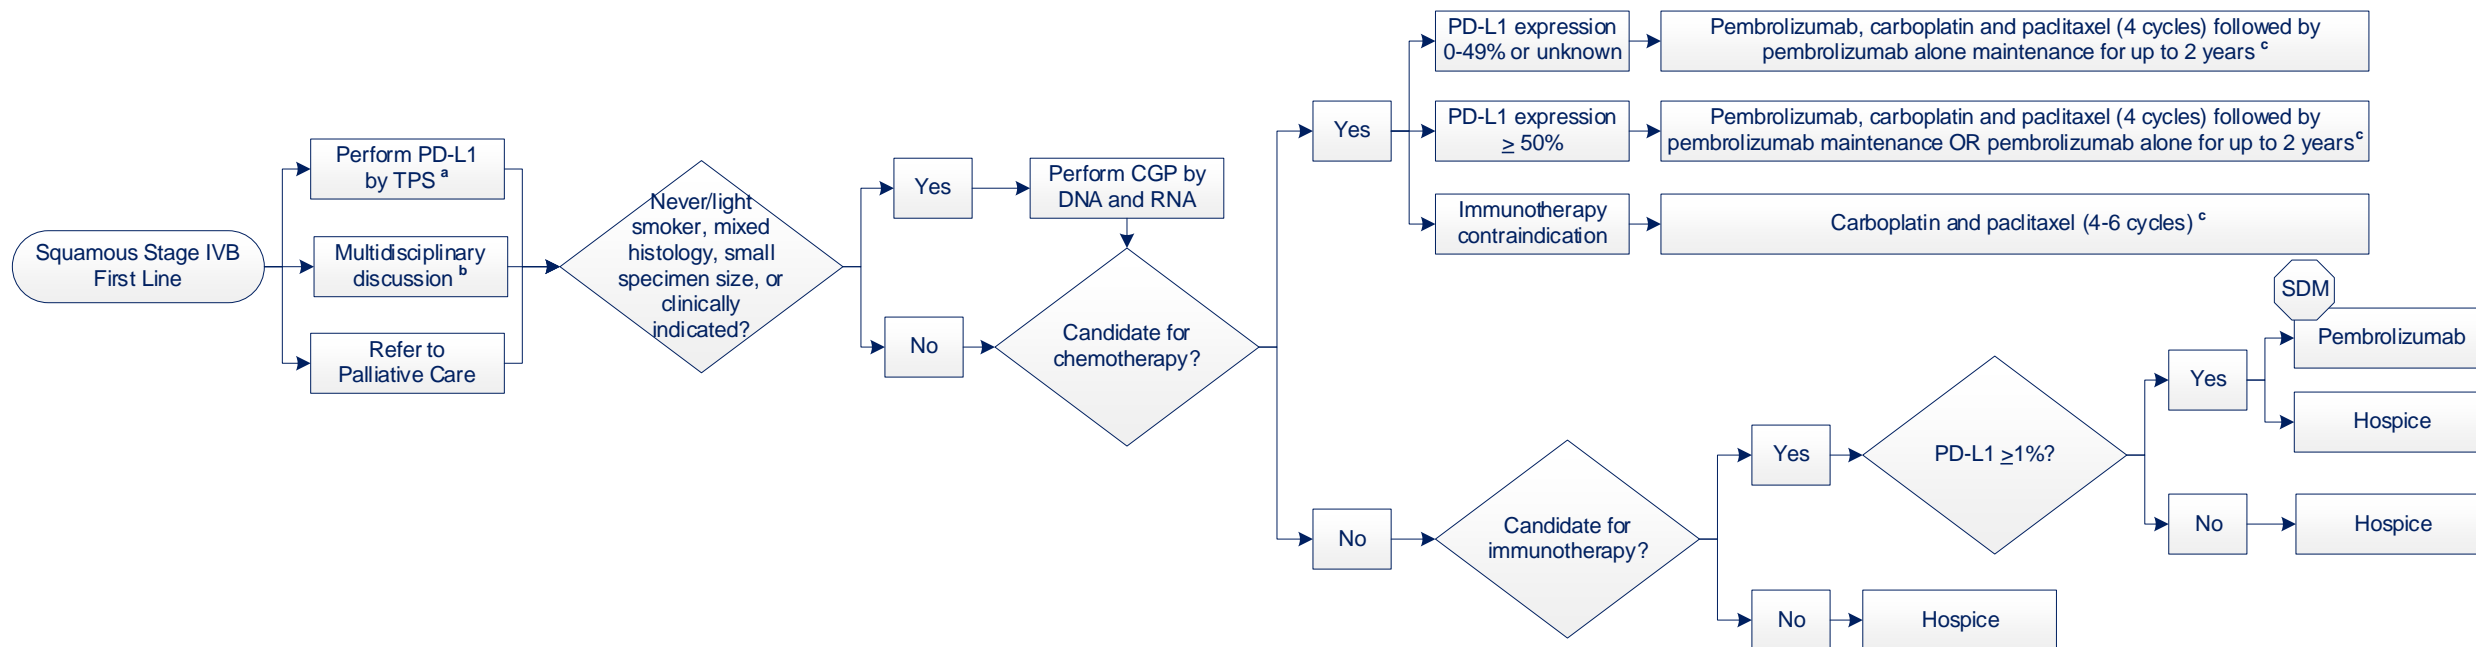 Squamous Stage IVB
First Line
Perform PD-L1
by TPS a
Multidisciplinary
discussion b
Refer to
Palliative Care
Never/light
smoker, mixed
histology, small
specimen size, or
clinically
indicated?
Yes
Perform CGP by
DNA and RNA
No
Candidate for
chemotherapy?
Yes
PD-L1 expression
0-49% or unknown
Pembrolizumab, carboplatin and paclitaxel (4 cycles) followed by
pembrolizumab alone maintenance for up to 2 years c
PD-L1 expression
≥ 50%
Pembrolizumab, carboplatin and paclitaxel (4 cycles) followed by
pembrolizumab maintenance OR pembrolizumab alone for up to 2 years c
Immunotherapy
contraindication
Carboplatin and paclitaxel (4-6 cycles) c
No
Candidate for
immunotherapy?
Yes
PD-L1 ≥1%?
Yes
SDM
Pembrolizumab
Hospice
No
Hospice
No
Hospice